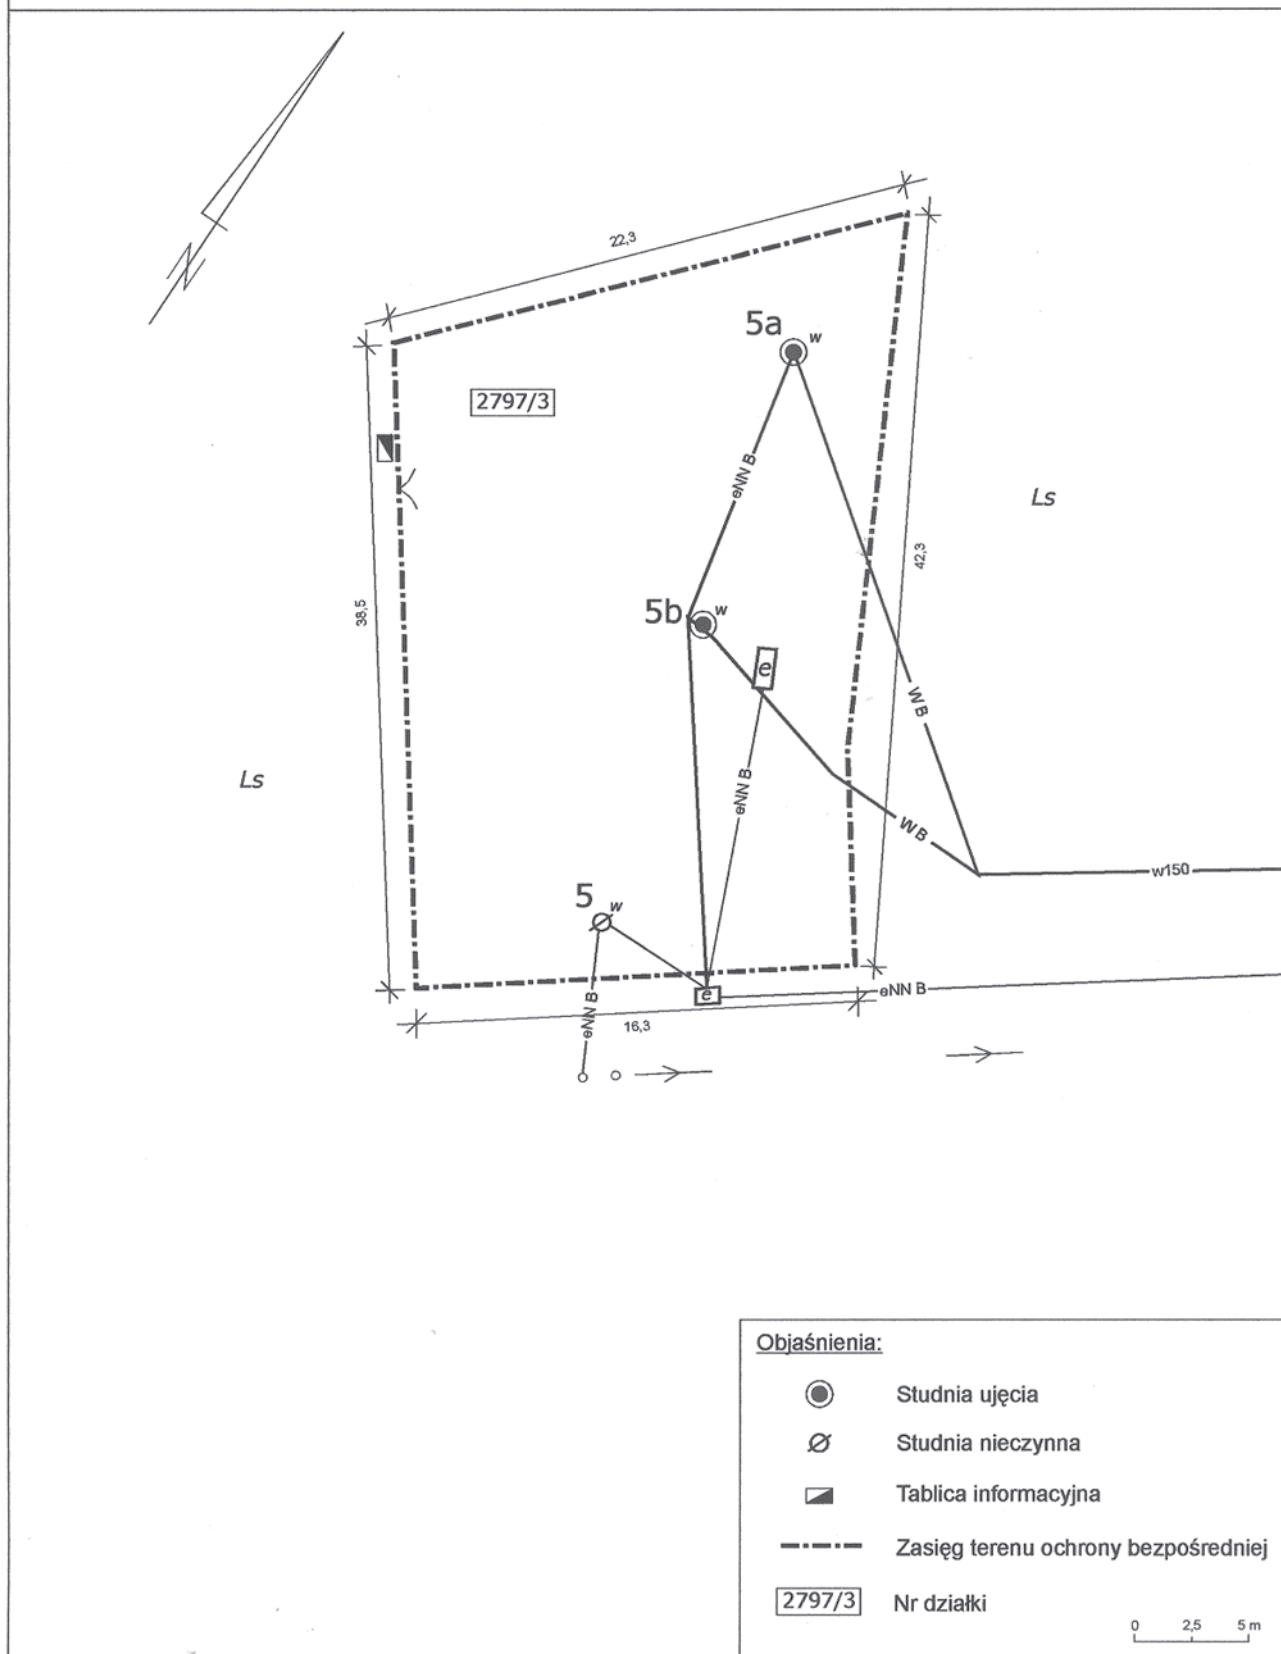 N
22,3
5a
w
2797/3
eNN B
Ls
42,3
38,5
5b
w
e
W B
Ls
eNN B
W B
w150
5
w
e
eNN B
eNN B
16,3
Objaśnienia:
Studnia ujęcia
Studnia nieczynna
Tablica informacyjna
Zasięg terenu ochrony bezpośredniej
2797/3 Nr działki
0 2,5 5 m